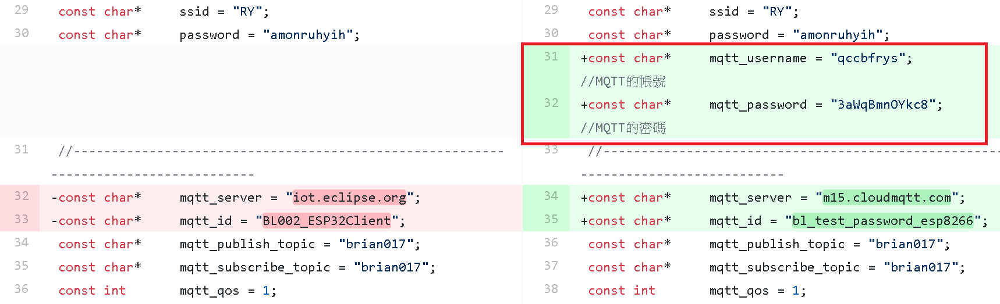 29 const char* ssid = "RY";
30 const char* password = "amonruhyih";
31 //---------------------------------------------------------
---------------------------
32 -const char* mqtt_server = "iot.eclipse.org";
33 -const char* mqtt_id = "BL002_ESP32Client";
34 const char* mqtt_publish_topic = "brian017";
35 const char* mqtt_subscribe_topic = "brian017";
36 const int mqtt_qos = 1;
29 const char* ssid = "RY";
30 const char* password = "amonruhyih";
31 +const char* mqtt_username = "qccbfrys";
//MQTT的帳號
32 +const char* mqtt_password = "3aWqBmnOYkc8";
//MQTT的密碼
33 //-----------------------------------------------------
---------------------------
34 +const char* mqtt_server = "m15.cloudmqtt.com";
35 +const char* mqtt_id = "bl_test_password_esp8266";
36 const char* mqtt_publish_topic = "brian017";
37 const char* mqtt_subscribe_topic = "brian017";
38 const int mqtt_qos = 1;